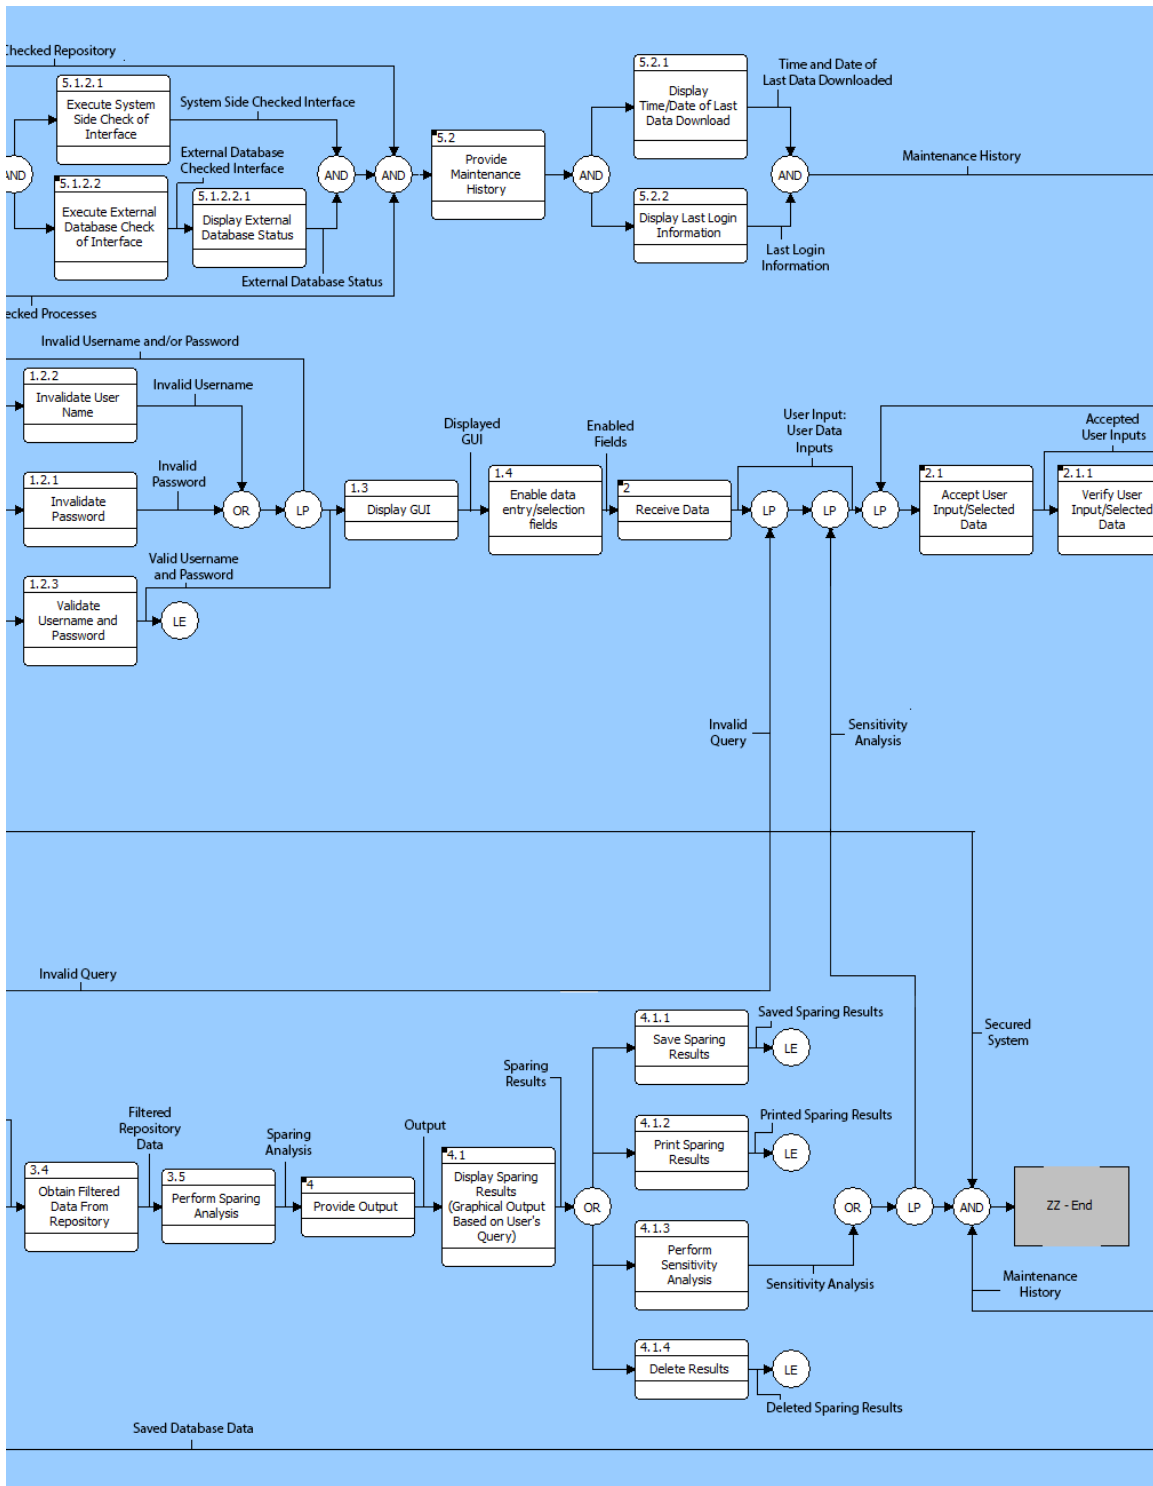 Checked Repository
5.1.2.1
Execute System
Side Check of
Interface
System Side Checked Interface
External Database
Checked Interface
AND
5.1.2.2
Execute External
Database Check
of Interface
5.1.2.2.1
Display External
Database Status
External Database Status
AND
AND
5.2
Provide
Maintenance
History
AND
5.2.1
Display
Time/Date of Last
Data Download
Time and Date of
Last Data Downloaded
5.2.2
Display Last Login
Information
AND
Last Login
Information
Maintenance History
ecked Processes
Invalid Username and/or Password
1.2.2
Invalidate User
Name
Invalid Username
1.2.1
Invalidate
Password
Invalid
Password
OR
LP
1.2.3
Validate
Username and
Password
Valid Username
and Password
LE
1.3
Display GUI
Displayed
GUI
1.4
Enable data
entry/selection
fields
Enabled
Fields
2
Receive Data
LP
User Input:
User Data
Inputs
LP
LP
2.1
Accept User
Input/Selected
Data
Accepted
User Inputs
2.1.1
Verify User
Input/Selected
Data
Invalid
Query
Sensitivity
Analysis
Invalid Query
Secured
System
3.4
Obtain Filtered
Data From
Repository
Filtered
Repository
Data
3.5
Perform Sparing
Analysis
Sparing
Analysis
4
Provide Output
Output
4.1
Display Sparing
Results
(Graphical Output
Based on User's
Query)
Sparing
Results
OR
4.1.1
Save Sparing
Results
Saved Sparing Results
LE
4.1.2
Print Sparing
Results
Printed Sparing Results
LE
4.1.3
Perform
Sensitivity
Analysis
Sensitivity Analysis
OR
LP
AND
ZZ - End
Maintenance
History
4.1.4
Delete Results
LE
Deleted Sparing Results
Saved Database Data